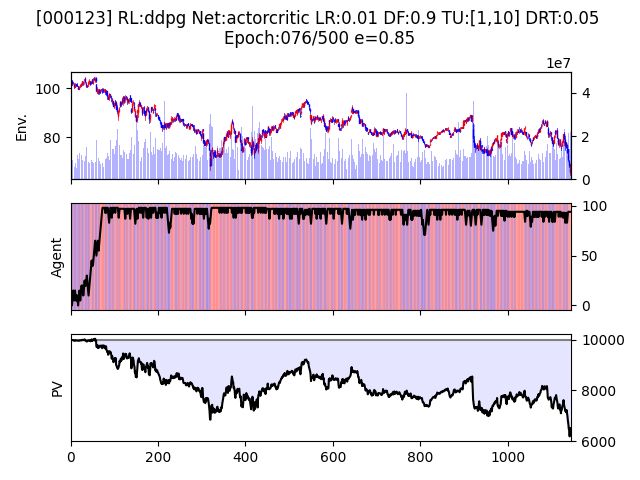 [000123] RL:ddpg Net:actorcritic LR:0.01 DF:0.9 TU:[1,10] DRT:0.05
Epoch:076/500 e=0.85
1e7
Env.
100
80
4
2
0
Agent
100
50
0
PV
10000
8000
6000
0 200 400 600 800 1000